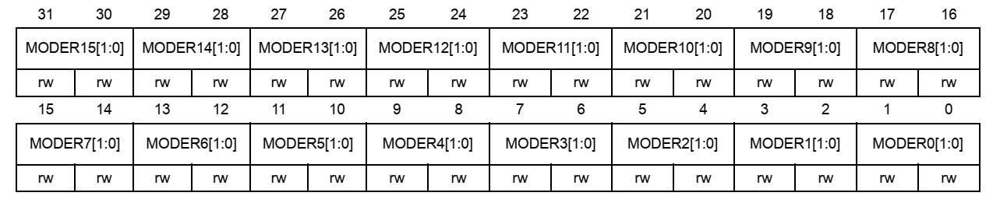 31 30 29 28 27 26 25 24 23 22 21 20 19 18 17 16
MODER15[1:0] MODER14[1:0] MODER13[1:0] MODER12[1:0] MODER11[1:0] MODER10[1:0] MODER9[1:0] MODER8[1:0]
rw rw rw rw rw rw rw rw rw rw rw rw rw rw rw rw
15 14 13 12 11 10 9 8 7 6 5 4 3 2 1 0
MODER7[1:0] MODER6[1:0] MODER5[1:0] MODER4[1:0] MODER3[1:0] MODER2[1:0] MODER1[1:0] MODER0[1:0]
rw rw rw rw rw rw rw rw rw rw rw rw rw rw rw rw